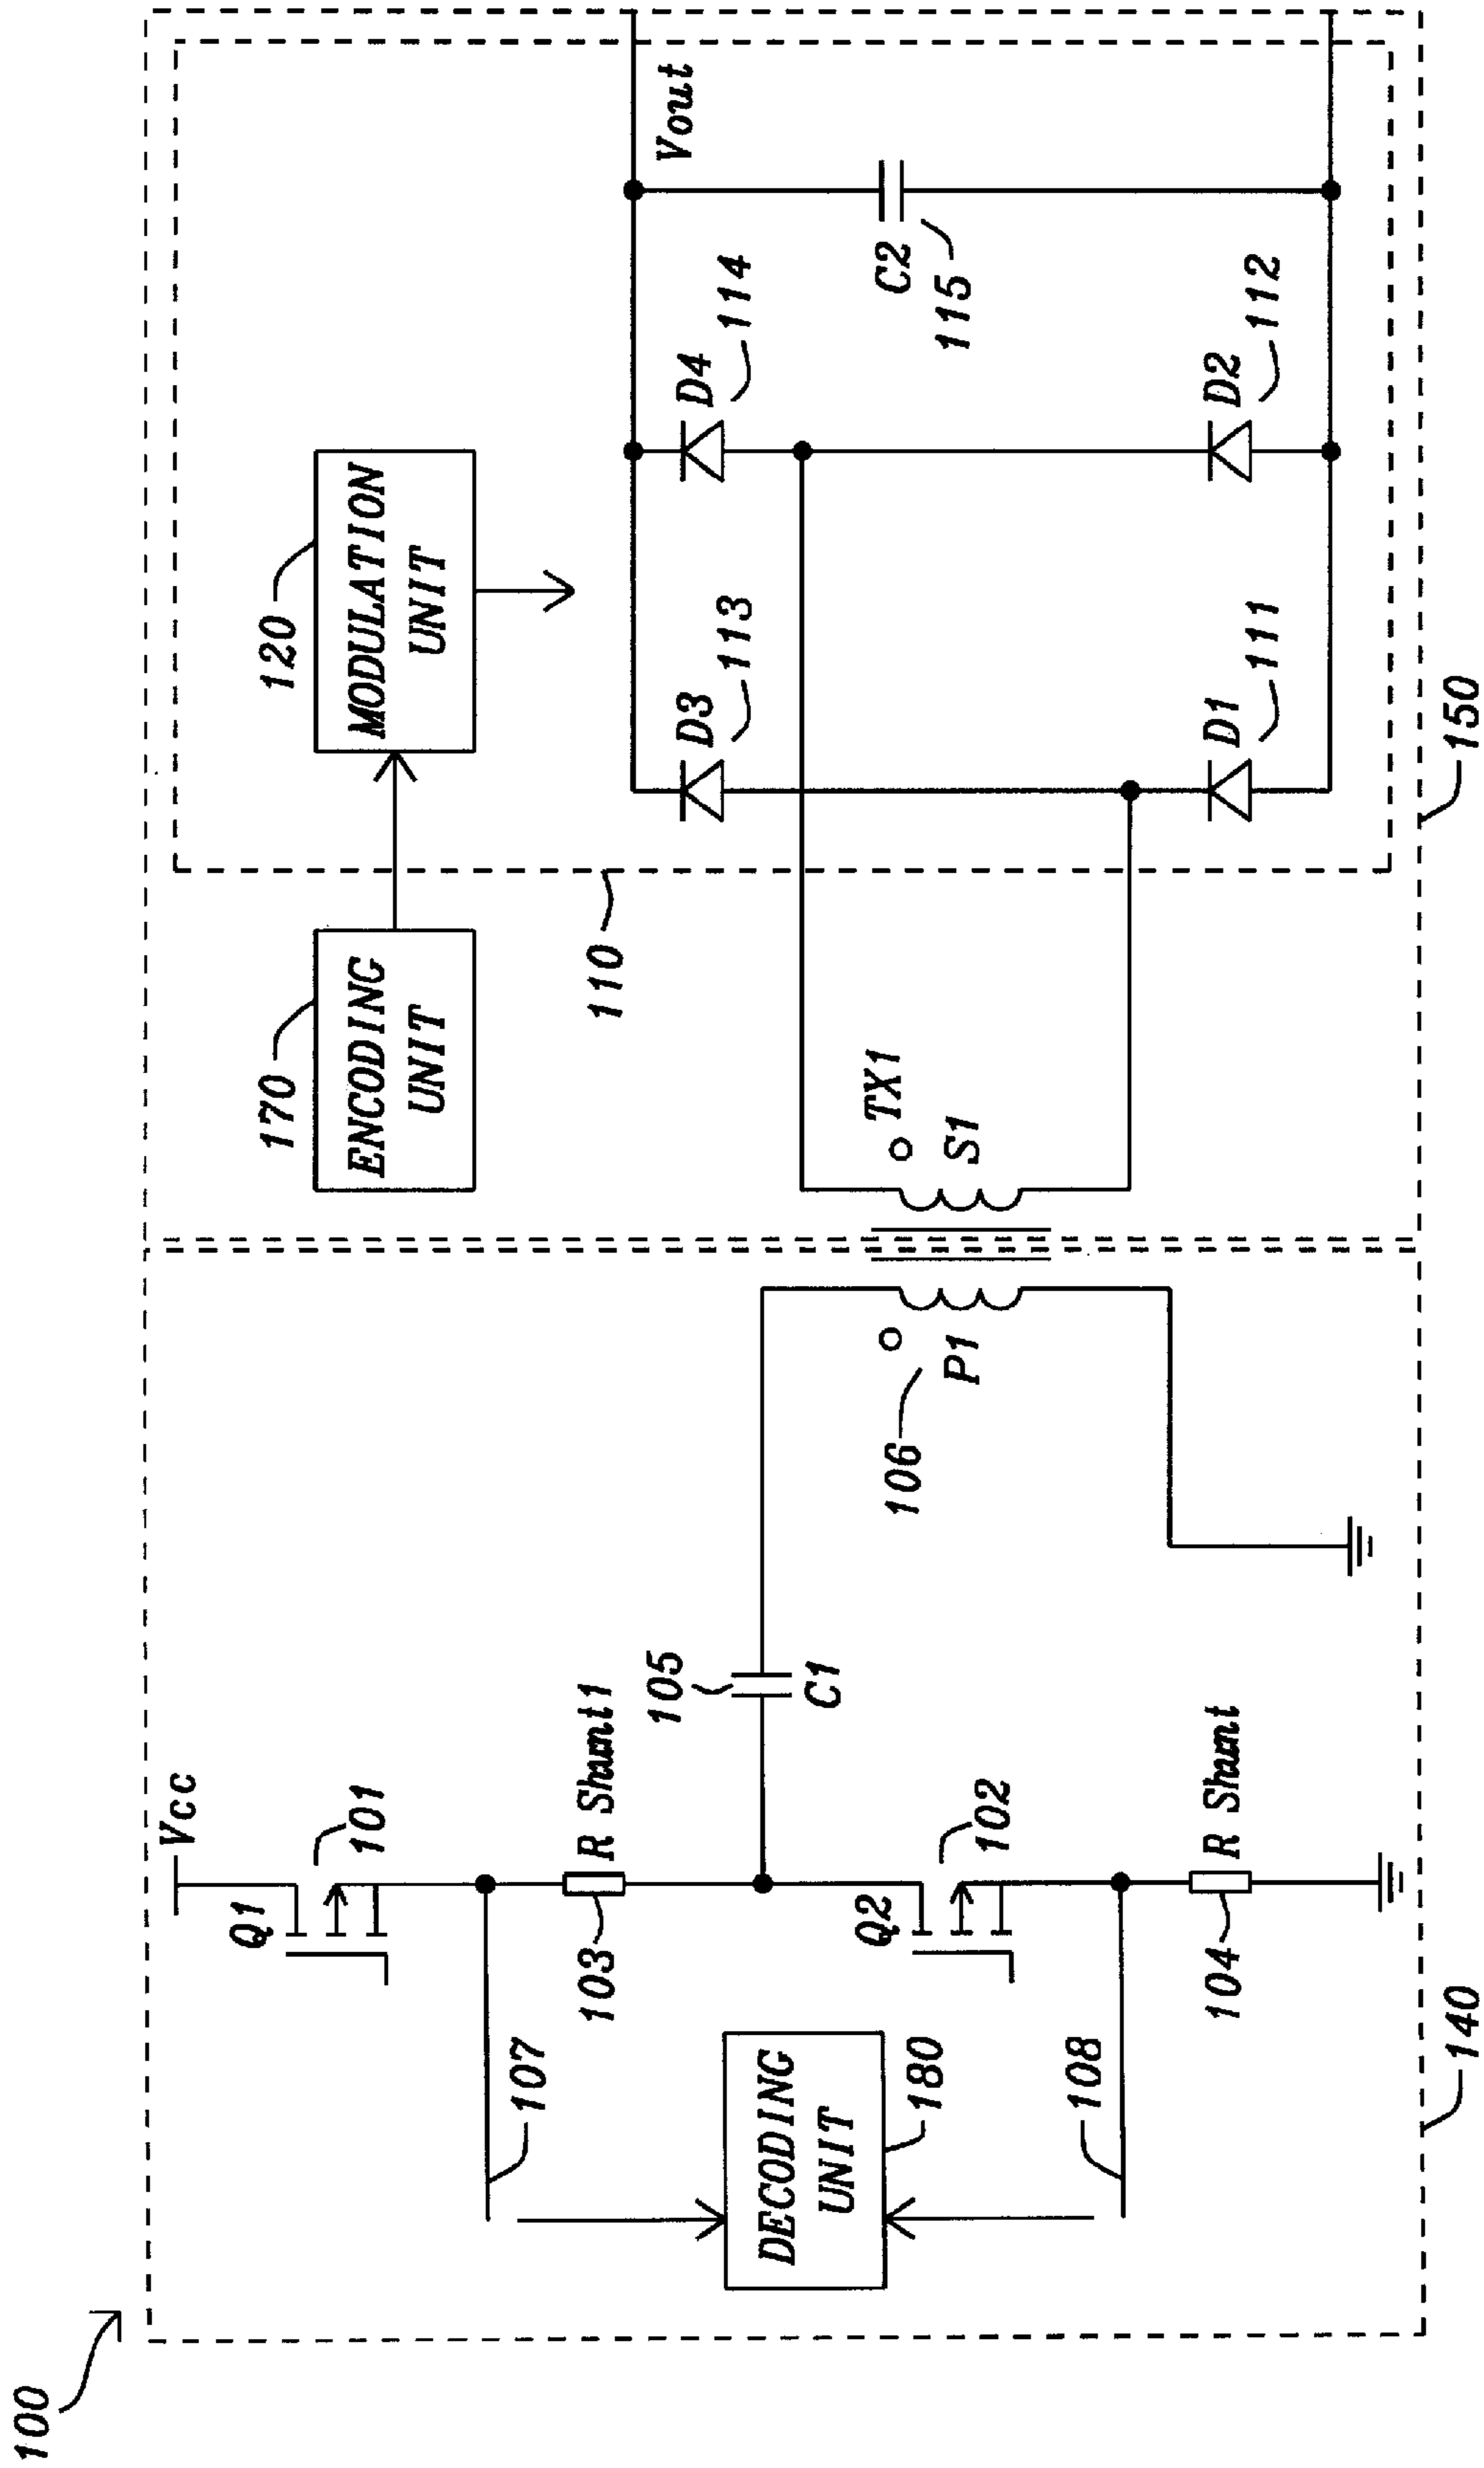 100
Vcc
Q1
101
107
103
R Shunt1
105
C1
DECODING
UNIT
180
Q2
102
108
104
R Shunt
140
106
P1
TX1
S1
170
ENCODING
UNIT
120
MODULATION
UNIT
110
D3
113
D4
114
Vout
C2
115
D1
111
D2
112
150